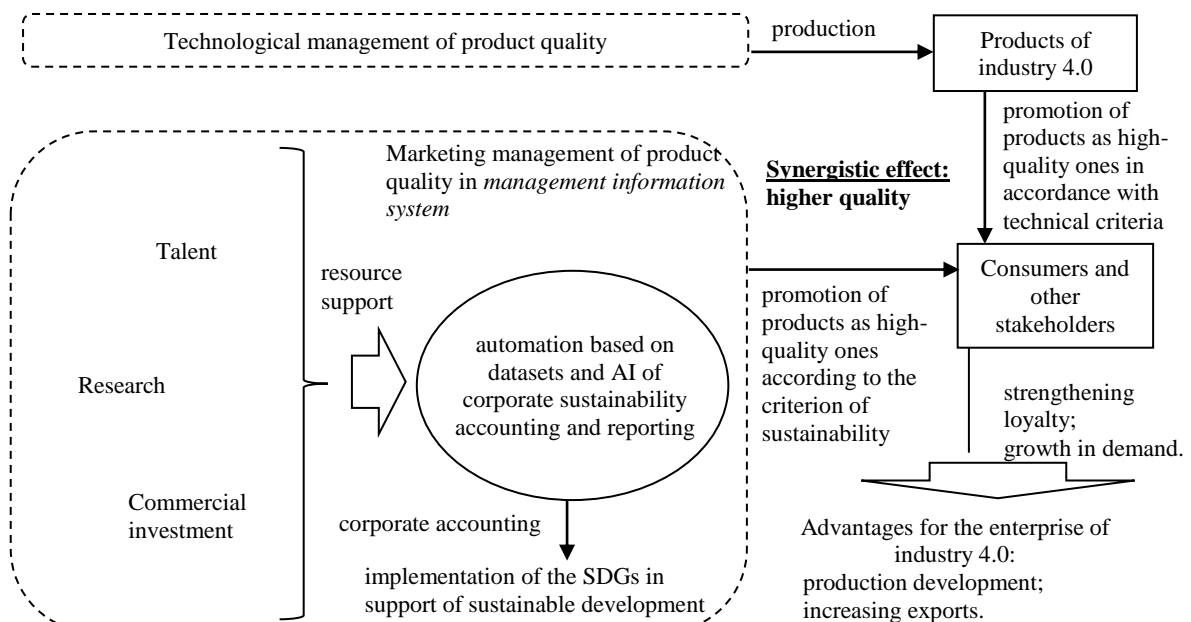 Technological management of product quality
production
Products of
industry 4.0
promotion of
products as high-
quality ones in
accordance with
technical criteria
Marketing management of product
quality in management information
system
Synergistic effect:
higher quality
Talent
Research
Commercial
investment
resource
support
automation based on
datasets and AI of
corporate sustainability
accounting and reporting
corporate accounting
implementation of the SDGs in
support of sustainable development
promotion of
products as high-
quality ones
according to the
criterion of
sustainability
Consumers and
other
stakeholders
strengthening
loyalty;
growth in demand.
Advantages for the enterprise of
industry 4.0:
production development;
increasing exports.